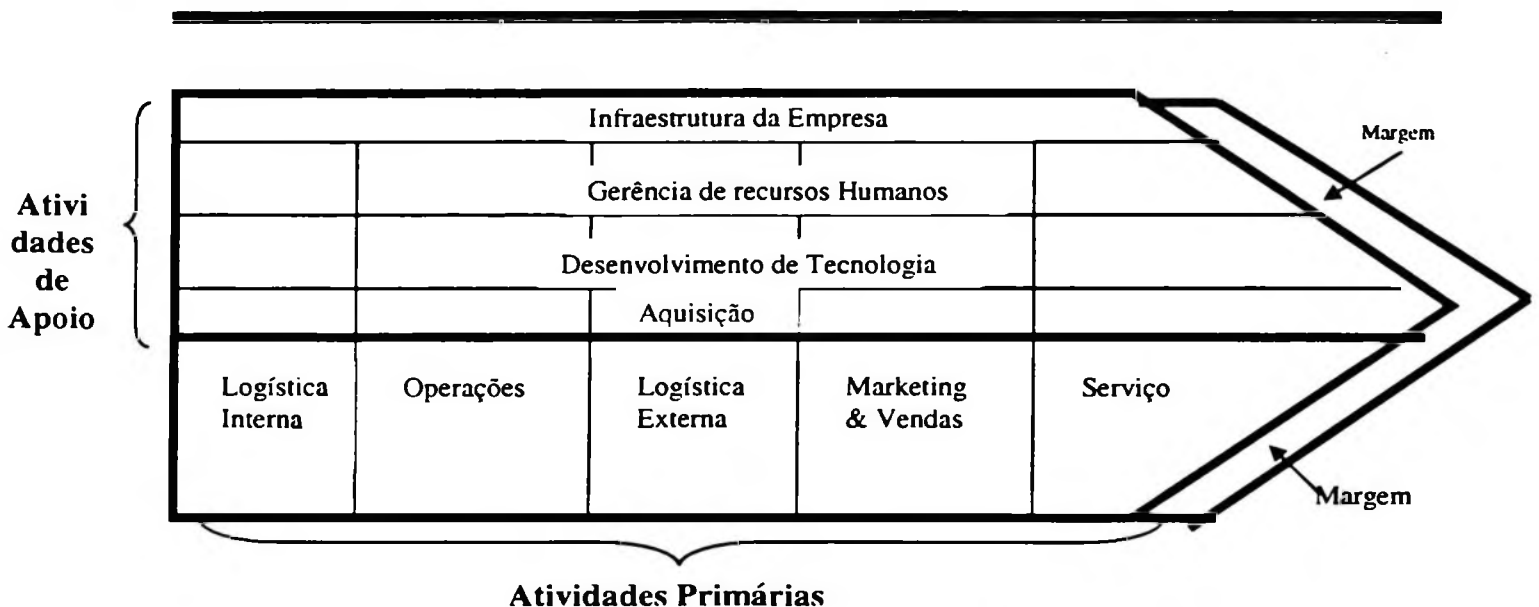 Infraestrutura da Empresa
Margem
Gerência de recursos Humanos
Ativi
dades
de
Apoio
Desenvolvimento de Tecnologia
Aquisição
Logística
Interna
Operações
Logística
Externa
Marketing
& Vendas
Serviço
Margem
Atividades Primárias